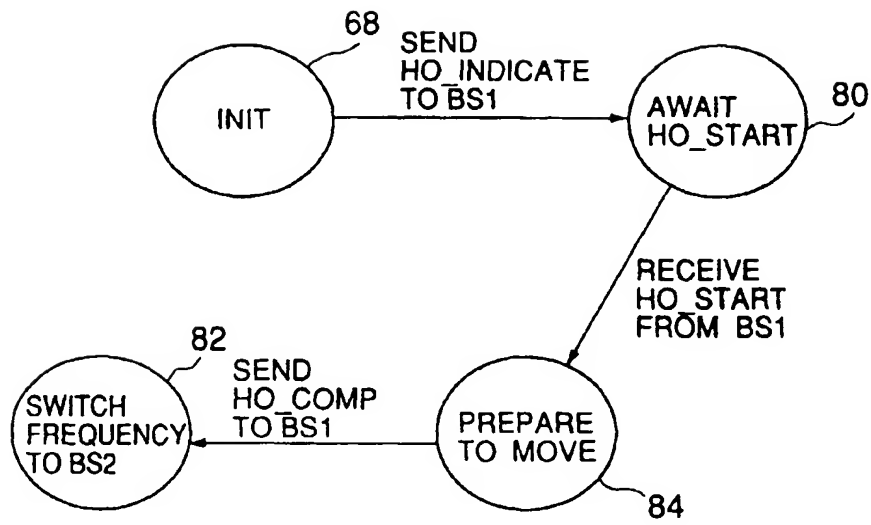 68
SEND
HO_INDICATE
TO BS1
INIT
80
AWAIT
HO_START
RECEIVE
HO_START
FROM BS1
82
SEND
HO_COMP
TO BS1
SWITCH
FREQUENCY
TO BS2
PREPARE
TO MOVE
84